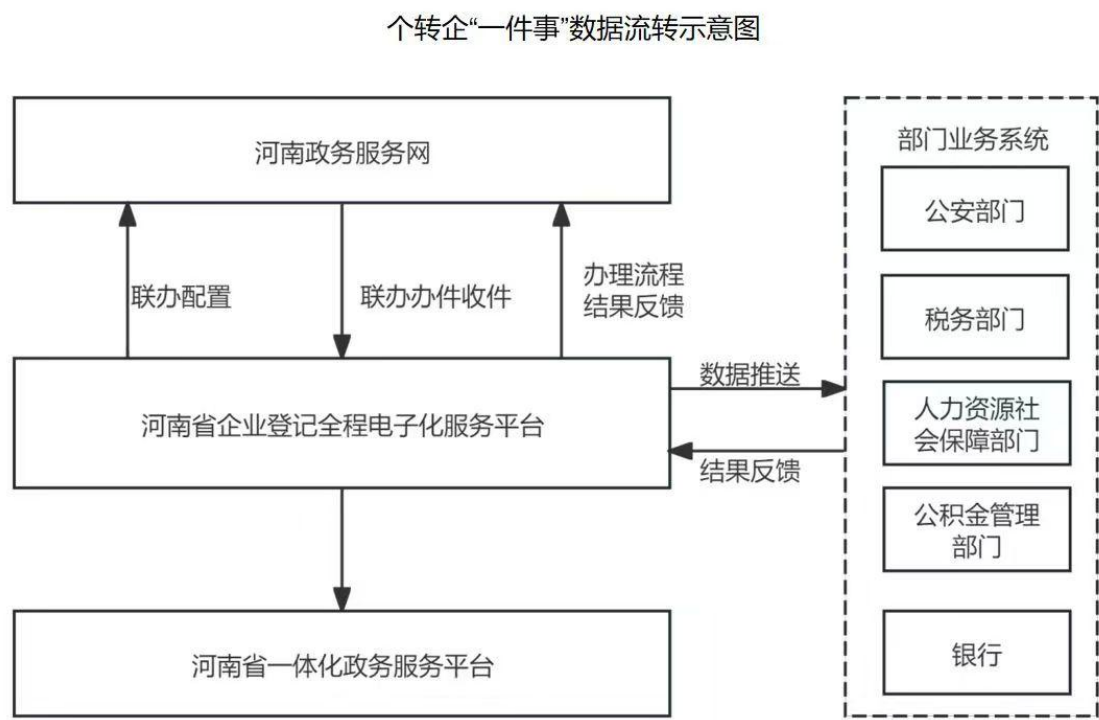 个转企“一件事”数据流转示意图
河南政务服务网
部门业务系统
公安部门
联办配置
联办办件收件
办理流程
结果反馈
税务部门
数据推送
河南省企业登记全程电子化服务平台
人力资源社
会保障部门
结果反馈
公积金管理
部门
河南省一体化政务服务平台
银行